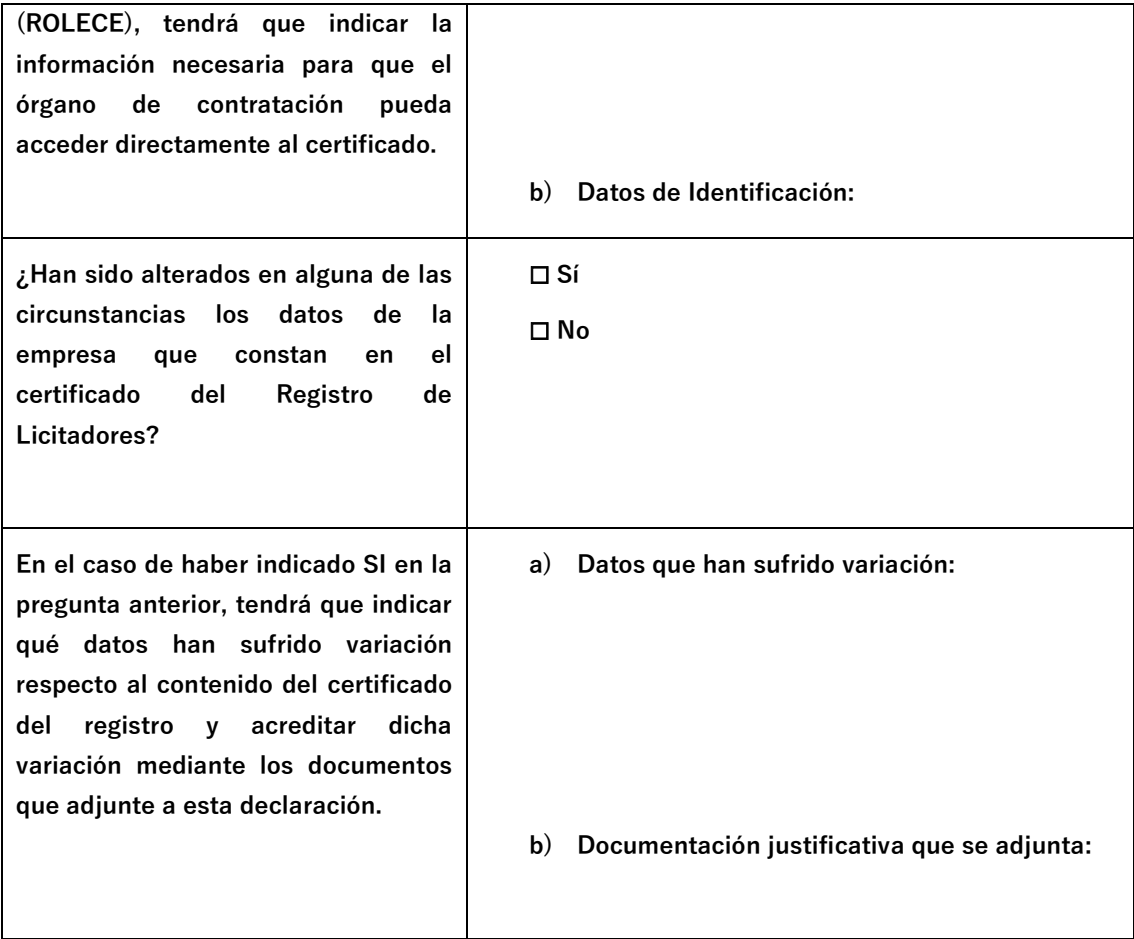 (ROLECE), tendrá que indicar la
información necesaria para que el
órgano de contratación pueda
acceder directamente al certificado.
b) Datos de Identificación:
¿Han sido alterados en alguna de las
circunstancias los datos de la
empresa que constan en el
certificado del Registro de
Licitadores?
☐ Sí
☐ No
En el caso de haber indicado SI en la
pregunta anterior, tendrá que indicar
qué datos han sufrido variación
respecto al contenido del certificado
del registro y acreditar dicha
variación mediante los documentos
que adjunte a esta declaración.
a) Datos que han sufrido variación:
b) Documentación justificativa que se adjunta: